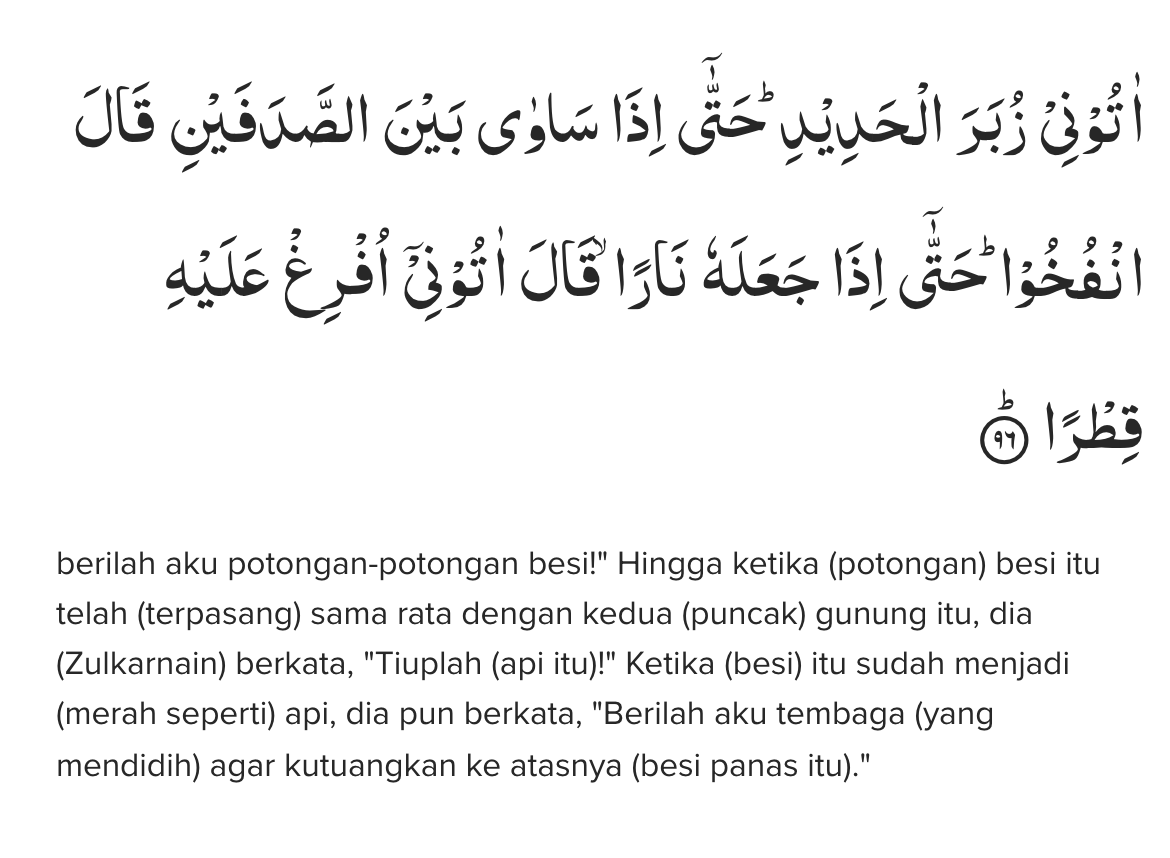 اٰتُوْنِيْ زُبَرَ الْحَدِيْدِۗ حَتّٰىٓ اِذَا سَاوٰى بَيْنَ الصَّدَفَيْنِ قَالَ
انْفُخُوْاۗ حَتّٰىٓ اِذَا جَعَلَهٗ نَارًاۙ قَالَ اٰتُوْنِيْٓ اُفْرِغْ عَلَيْهِ
قِطْرًاۗ ٩٦
berilah aku potongan-potongan besi!" Hingga ketika (potongan) besi itu
telah (terpasang) sama rata dengan kedua (puncak) gunung itu, dia
(Zulkarnain) berkata, "Tiuplah (api itu)!" Ketika (besi) itu sudah menjadi
(merah seperti) api, dia pun berkata, "Berilah aku tembaga (yang
mendidih) agar kutuangkan ke atasnya (besi panas itu)."